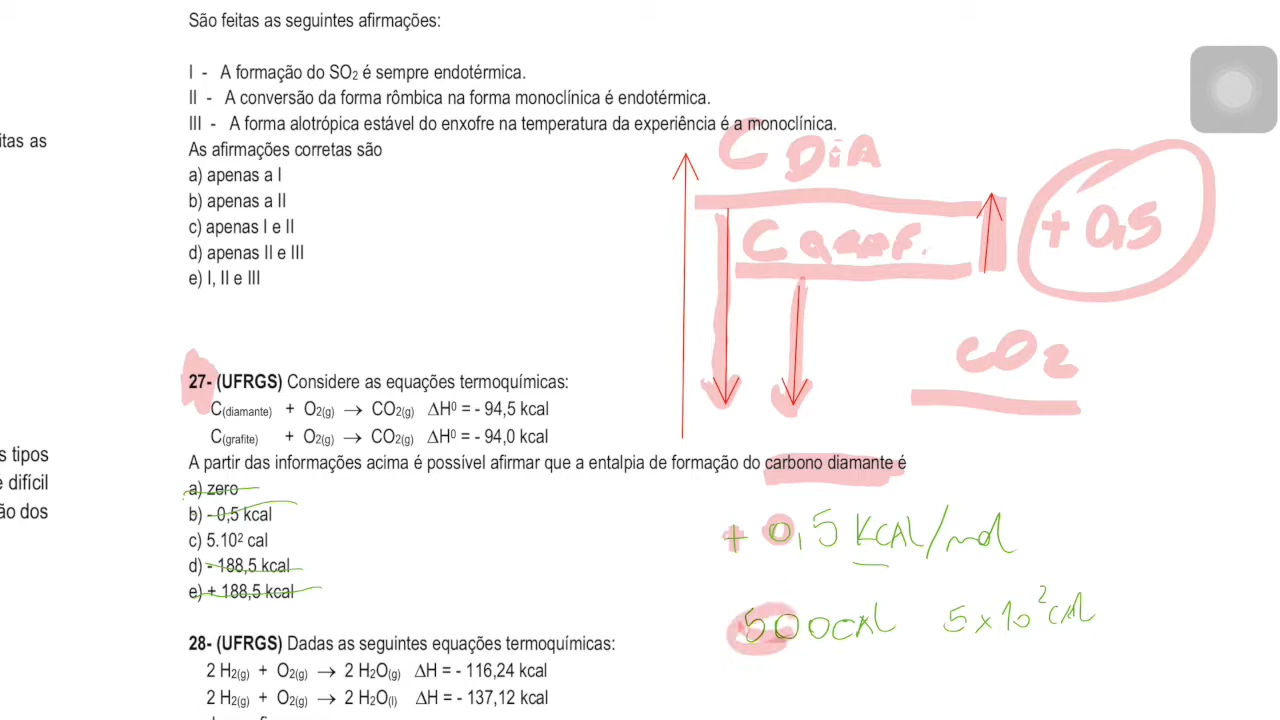 São feitas as seguintes afirmações:
I - A formação do SO2 é sempre endotérmica.
II - A conversão da forma rômbica na forma monoclínica é endotérmica.
III - A forma alotrópica estável do enxofre na temperatura da experiência é a monoclínica.
itas as
As afirmações corretas são
a) apenas a I
b) apenas a II
c) apenas I e II
d) apenas II e III
e) I, II e III
C DiA
C graf.
+ 0,5
CO2
27- (UFRGS) Considere as equações termoquímicas:
C(diamante) + O2(g) → CO2(g) ΔH⁰ = - 94,5 kcal
C(grafite) + O2(g) → CO2(g) ΔH⁰ = - 94,0 kcal
A partir das informações acima é possível afirmar que a entalpia de formação do carbono diamante é
s tipos
é difícil
ão dos
a) zero
b) - 0,5 kcal
c) 5.10² cal
d) - 188,5 kcal
e) + 188,5 kcal
+ 0,5 kcal/mol
500cal 5x10² cal
28- (UFRGS) Dadas as seguintes equações termoquímicas:
2 H2(g) + O2(g) → 2 H2O(g) ΔH = - 116,24 kcal
2 H2(g) + O2(g) → 2 H2O(l) ΔH = - 137,12 kcal